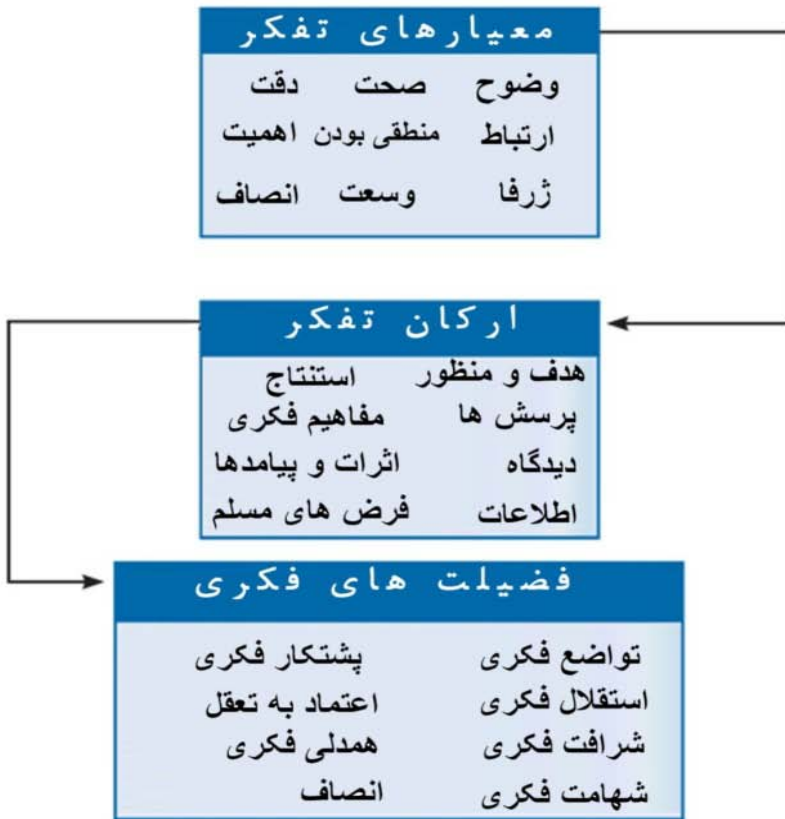 معیارهای تفکر
وضوح صحت دقت
ارتباط منطقی بودن اهمیت
ژرفا وسعت انصاف
ارکان تفکر
هدف و منظور استنتاج
پرسش ها مفاهیم فکری
دیدگاه اثرات و پیامدها
اطلاعات فرض های مسلم
فضیلت های فکری
تواضع فکری پشتکار فکری
استقلال فکری اعتماد به تعقل
شرافت فکری همدلی فکری
شهامت فکری انصاف